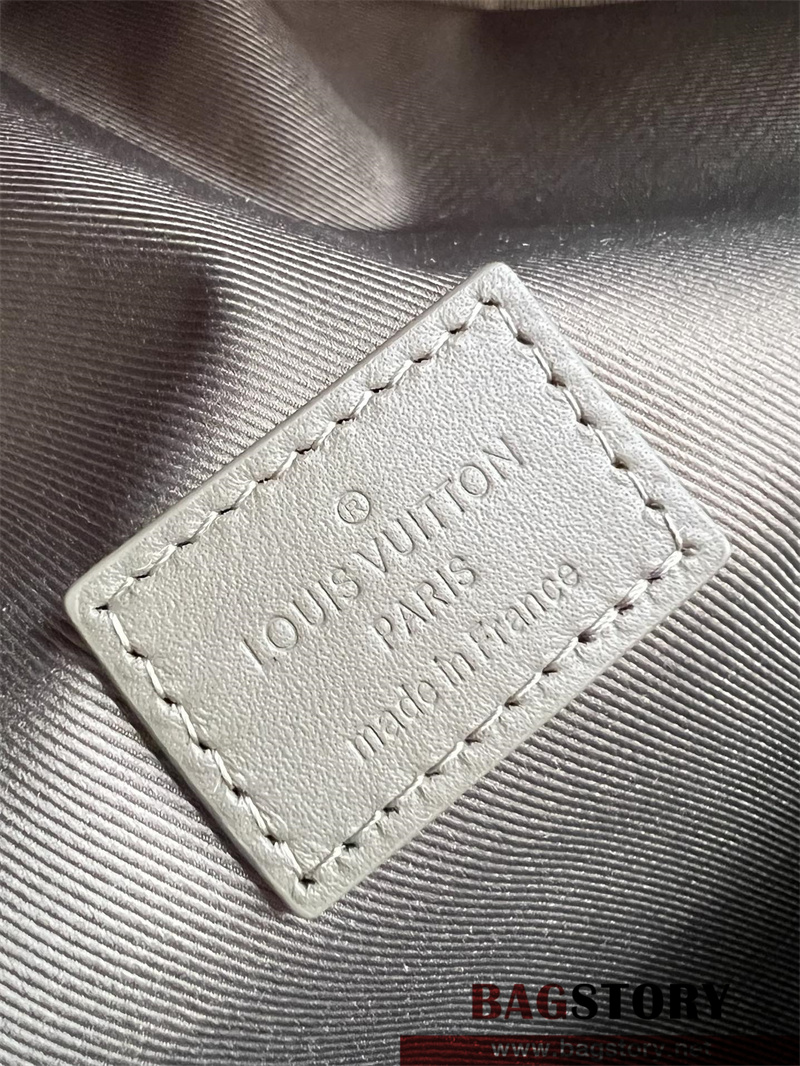 ®
LOUIS VUITTON
PARIS
made in France
BAGSTORY
www.bagstory.net